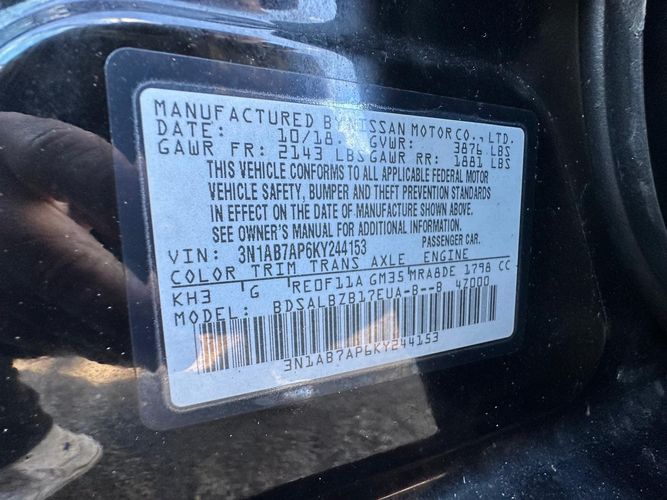 MANUFACTURED BY NISSAN MOTOR CO., LTD.
DATE: 10/18 GVWR: 3876 LBS
GAWR FR: 2143 LBS GAWR RR: 1881 LBS
THIS VEHICLE CONFORMS TO ALL APPLICABLE FEDERAL MOTOR
VEHICLE SAFETY, BUMPER AND THEFT PREVENTION STANDARDS
IN EFFECT ON THE DATE OF MANUFACTURE SHOWN ABOVE.
SEE OWNER'S MANUAL FOR ADDITIONAL INFORMATION.
VIN: 3N1AB7AP6KY244153 PASSENGER CAR.
COLOR TRIM TRANS AXLE ENGINE
KH3 G RE0F11A GM35 MRA8DE 1798 CC
MODEL: BDSALBZB17EUA-B--B 4Z000
3N1AB7AP6KY244153